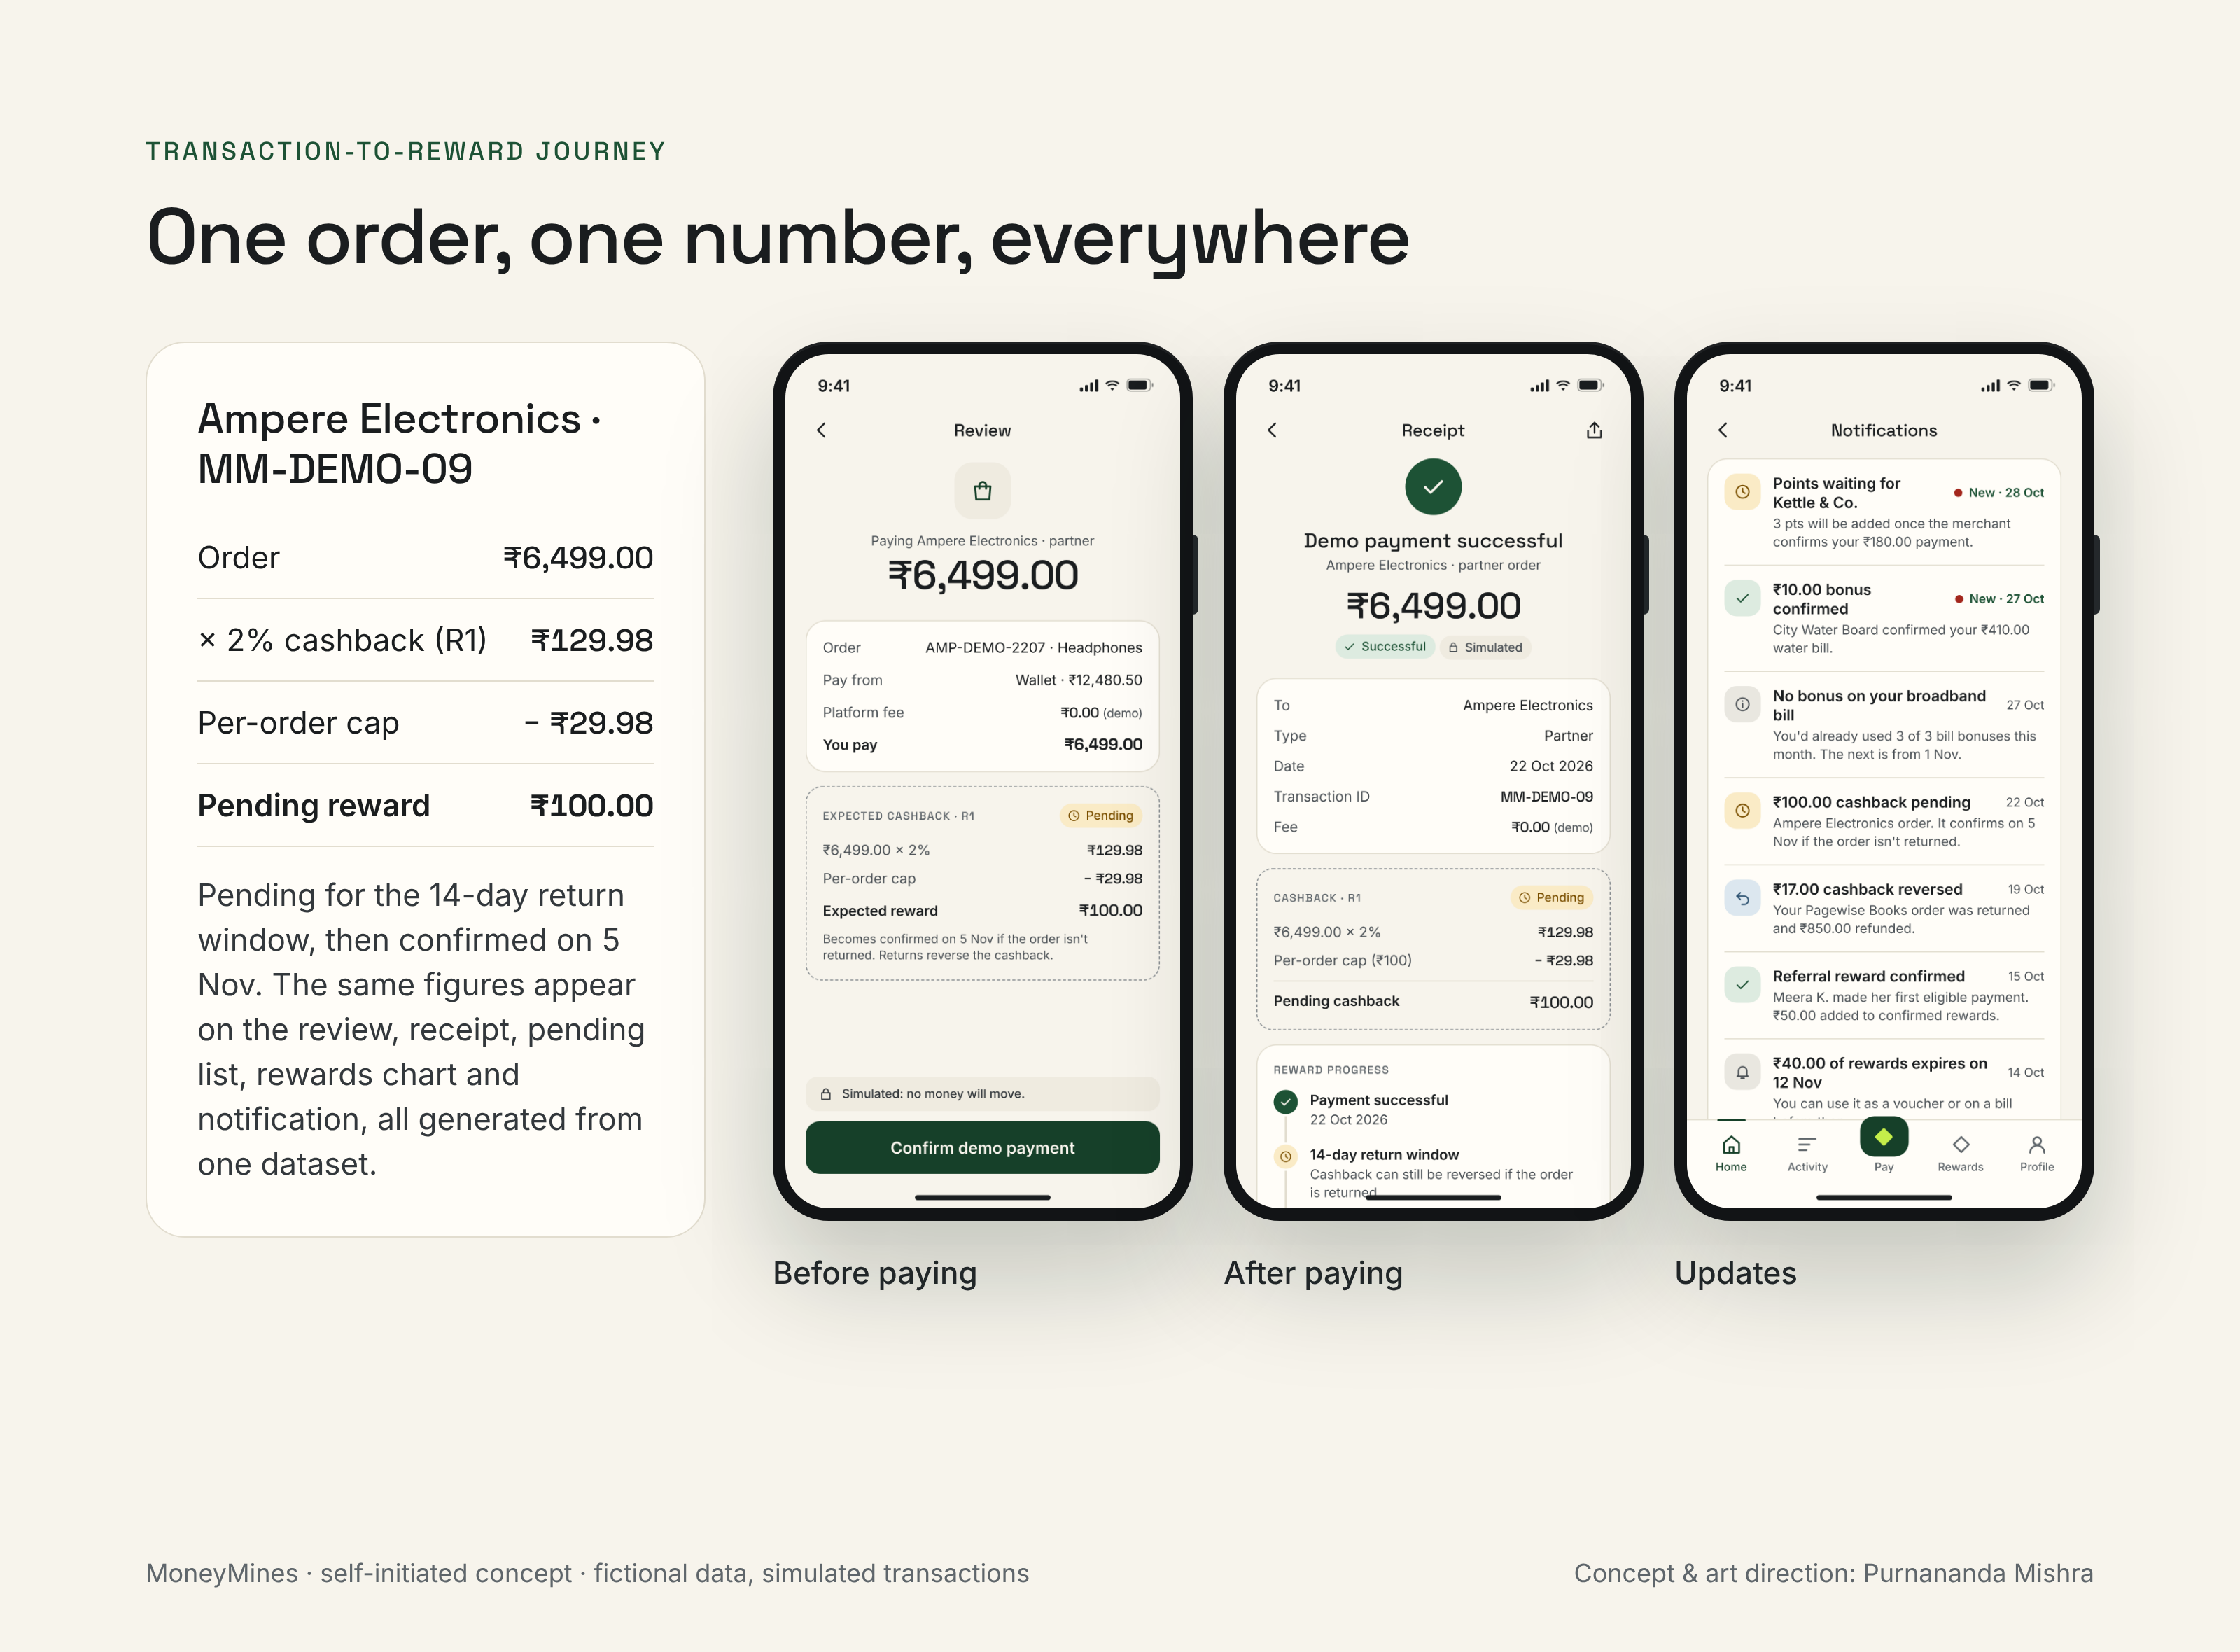 TRANSACTION-TO-REWARD JOURNEY
One order, one number, everywhere
Ampere Electronics ·
MM-DEMO-09
Order ₹6,499.00
× 2% cashback (R1) ₹129.98
Per-order cap − ₹29.98
Pending reward ₹100.00
Pending for the 14-day return
window, then confirmed on 5
Nov. The same figures appear
on the review, receipt, pending
list, rewards chart and
notification, all generated from
one dataset.
9:41
Review
Paying Ampere Electronics · partner
₹6,499.00
Order AMP-DEMO-2207 · Headphones
Pay from Wallet · ₹12,480.50
Platform fee ₹0.00 (demo)
You pay ₹6,499.00
EXPECTED CASHBACK · R1 Pending
₹6,499.00 × 2% ₹129.98
Per-order cap − ₹29.98
Expected reward ₹100.00
Becomes confirmed on 5 Nov if the order isn't
returned. Returns reverse the cashback.
Simulated: no money will move.
Confirm demo payment
Before paying
9:41
Receipt
Demo payment successful
Ampere Electronics · partner order
₹6,499.00
Successful Simulated
To Ampere Electronics
Type Partner
Date 22 Oct 2026
Transaction ID MM-DEMO-09
Fee ₹0.00 (demo)
CASHBACK · R1 Pending
₹6,499.00 × 2% ₹129.98
Per-order cap (₹100) − ₹29.98
Pending cashback ₹100.00
REWARD PROGRESS
Payment successful
22 Oct 2026
14-day return window
Cashback can still be reversed if the order
is returned
After paying
9:41
Notifications
Points waiting for
Kettle & Co. New · 28 Oct
3 pts will be added once the merchant
confirms your ₹180.00 payment.
₹10.00 bonus
confirmed New · 27 Oct
City Water Board confirmed your ₹410.00
water bill.
No bonus on your broadband
bill 27 Oct
You'd already used 3 of 3 bill bonuses this
month. The next is from 1 Nov.
₹100.00 cashback pending 22 Oct
Ampere Electronics order. It confirms on 5
Nov if the order isn't returned.
₹17.00 cashback reversed 19 Oct
Your Pagewise Books order was returned
and ₹850.00 refunded.
Referral reward confirmed 15 Oct
Meera K. made her first eligible payment.
₹50.00 added to confirmed rewards.
₹40.00 of rewards expires on
12 Nov 14 Oct
You can use it as a voucher or on a bill
Home Activity Pay Rewards Profile
Updates
MoneyMines · self-initiated concept · fictional data, simulated transactions
Concept & art direction: Purnananda Mishra